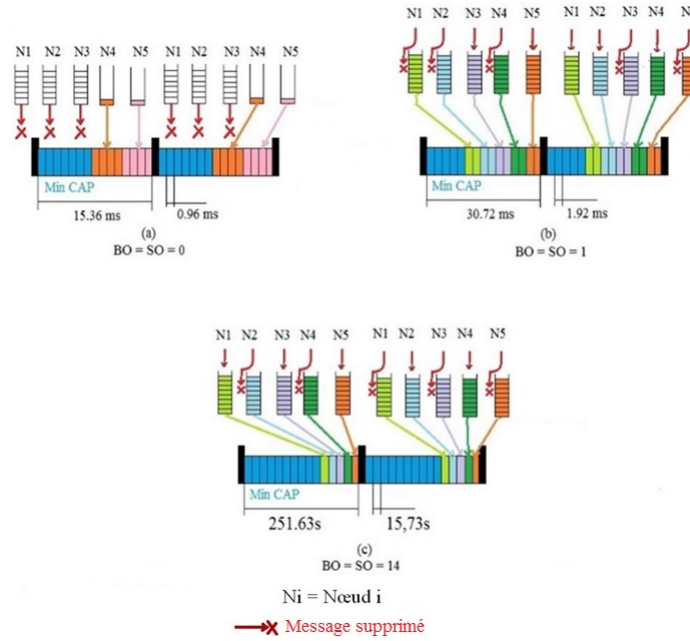 N1 N2 N3 N4 N5 N1 N2 N3 N4 N5
Min CAP
15.36 ms 0.96 ms
(a)
BO = SO = 0
N1 N2 N3 N4 N5 N1 N2 N3 N4
Min CAP
30.72 ms 1.92 ms
(b)
BO = SO = 1
N1 N2 N3 N4 N5 N1 N2 N3 N4 N5
Min CAP
251.63s 15,73s
(c)
BO = SO = 14
Ni = Nœud i
Message supprimé